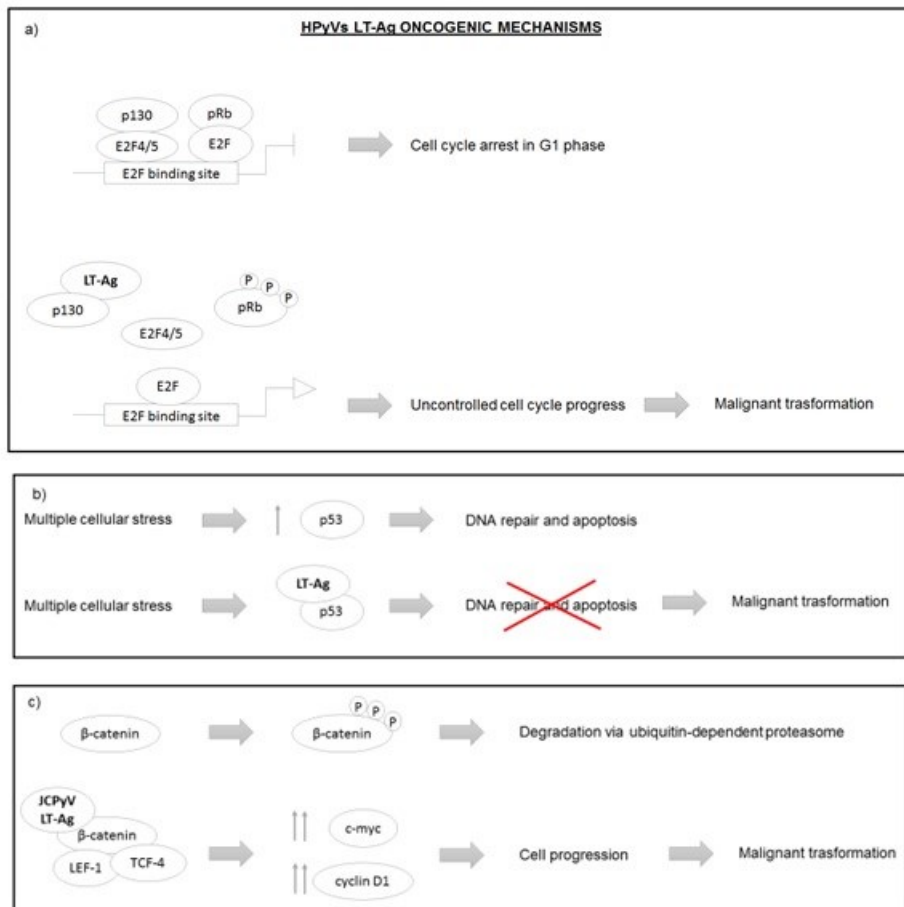 a)
HPyVs LT-Ag ONCOGENIC MECHANISMS
p130
pRb
E2F4/5
E2F
E2F binding site
Cell cycle arrest in G1 phase
LT-Ag
p130
P
P
P
pRb
E2F4/5
E2F
E2F binding site
Uncontrolled cell cycle progress
Malignant trasformation
b)
Multiple cellular stress
p53
DNA repair and apoptosis
Multiple cellular stress
LT-Ag
p53
DNA repair and apoptosis
Malignant trasformation
c)
β-catenin
P
P
P
β-catenin
Degradation via ubiquitin-dependent proteasome
JCPyV
LT-Ag
β-catenin
LEF-1
TCF-4
c-myc
cyclin D1
Cell progression
Malignant trasformation